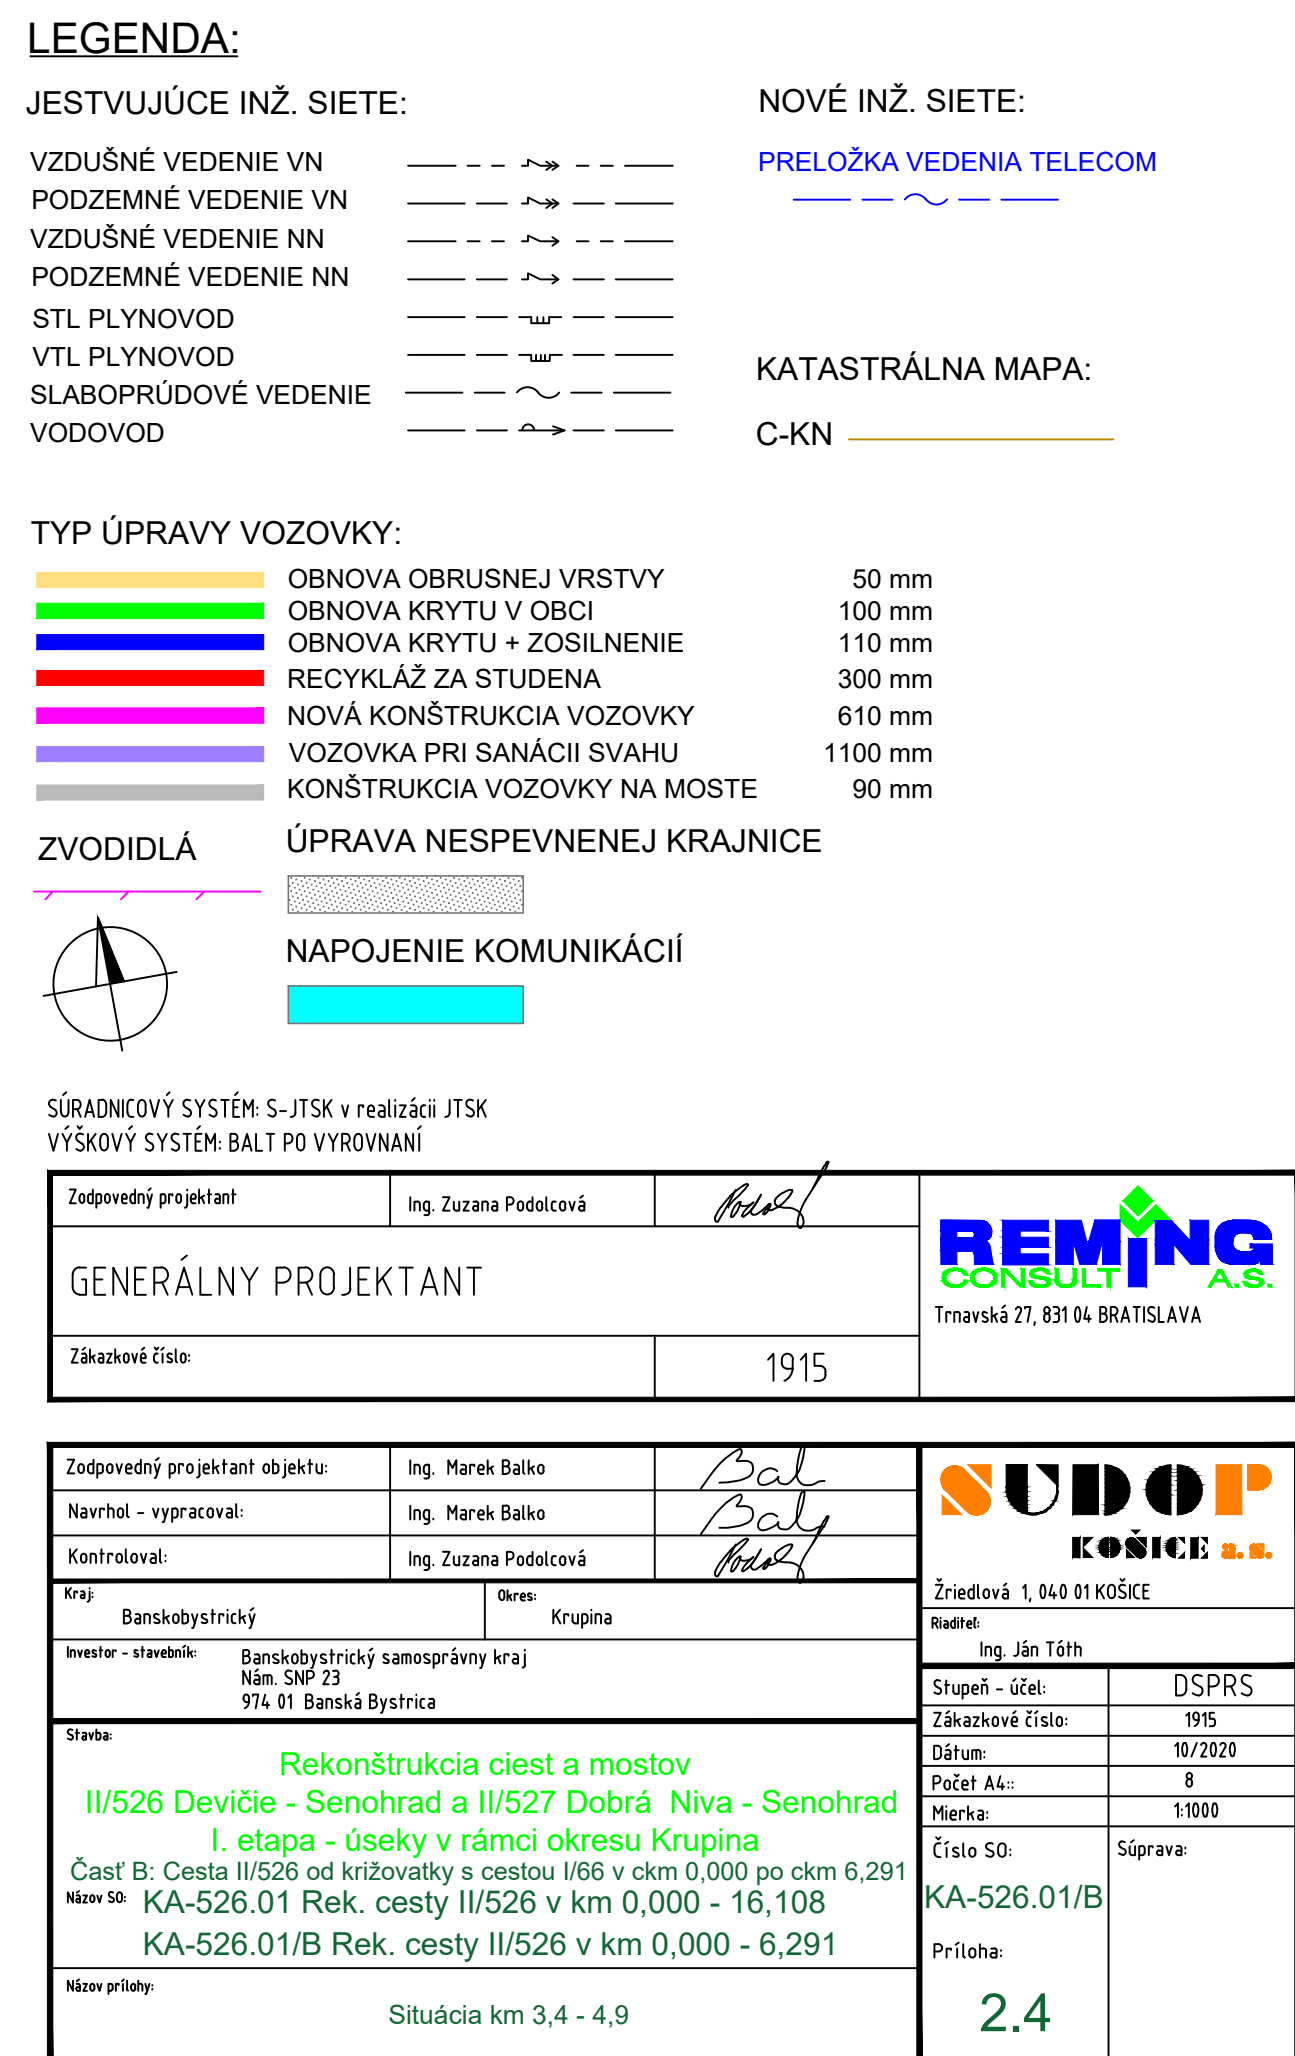 LEGENDA:
JESTVUJÚCE INŽ. SIETE:
VZDUŠNÉ VEDENIE VN
PODZEMNÉ VEDENIE VN
VZDUŠNÉ VEDENIE NN
PODZEMNÉ VEDENIE NN
STL PLYNOVOD
VTL PLYNOVOD
SLABOPRÚDOVÉ VEDENIE
VODOVOD
NOVÉ INŽ. SIETE:
PRELOŽKA VEDENIA TELECOM
KATASTRÁLNA MAPA:
C-KN
TYP ÚPRAVY VOZOVKY:
OBNOVA OBRUSNEJ VRSTVY 50 mm
OBNOVA KRYTU V OBCI 100 mm
OBNOVA KRYTU + ZOSILNENIE 110 mm
RECYKLÁŽ ZA STUDENA 300 mm
NOVÁ KONŠTRUKCIA VOZOVKY 610 mm
VOZOVKA PRI SANÁCII SVAHU 1100 mm
KONŠTRUKCIA VOZOVKY NA MOSTE 90 mm
ZVODIDLÁ
ÚPRAVA NESPEVNENEJ KRAJNICE
NAPOJENIE KOMUNIKÁCIÍ
SÚRADNICOVÝ SYSTÉM: S-JTSK v realizácii JTSK
VÝŠKOVÝ SYSTÉM: BALT PO VYROVNANÍ
Zodpovedný projektant Ing. Zuzana Podolcová
GENERÁLNY PROJEKTANT
Zákazkové číslo: 1915
REMING
CONSULT A.S.
Trnavská 27, 831 04 BRATISLAVA
Zodpovedný projektant objektu: Ing. Marek Balko Bal
Navrhol - vypracoval: Ing. Marek Balko Bal
Kontroloval: Ing. Zuzana Podolcová
Kraj: Banskobystrický
Okres: Krupina
Investor - stavebník: Banskobystrický samosprávny kraj
Nám. SNP 23
974 01 Banská Bystrica
Stavba:
Rekonštrukcia ciest a mostov
II/526 Devičie - Senohrad a II/527 Dobrá Niva - Senohrad
I. etapa - úseky v rámci okresu Krupina
Časť B: Cesta II/526 od križovatky s cestou I/66 v ckm 0,000 po ckm 6,291
Názov SO: KA-526.01 Rek. cesty II/526 v km 0,000 - 16,108
KA-526.01/B Rek. cesty II/526 v km 0,000 - 6,291
Názov prílohy:
Situácia km 3,4 - 4,9
SUDOP
KOŠICE a. s.
Žriedlová 1, 040 01 KOŠICE
Riaditeľ:
Ing. Ján Tóth
Stupeň - účel: DSPRS
Zákazkové číslo: 1915
Dátum: 10/2020
Počet A4:: 8
Mierka: 1:1000
Číslo SO: Súprava:
KA-526.01/B
Príloha:
2.4